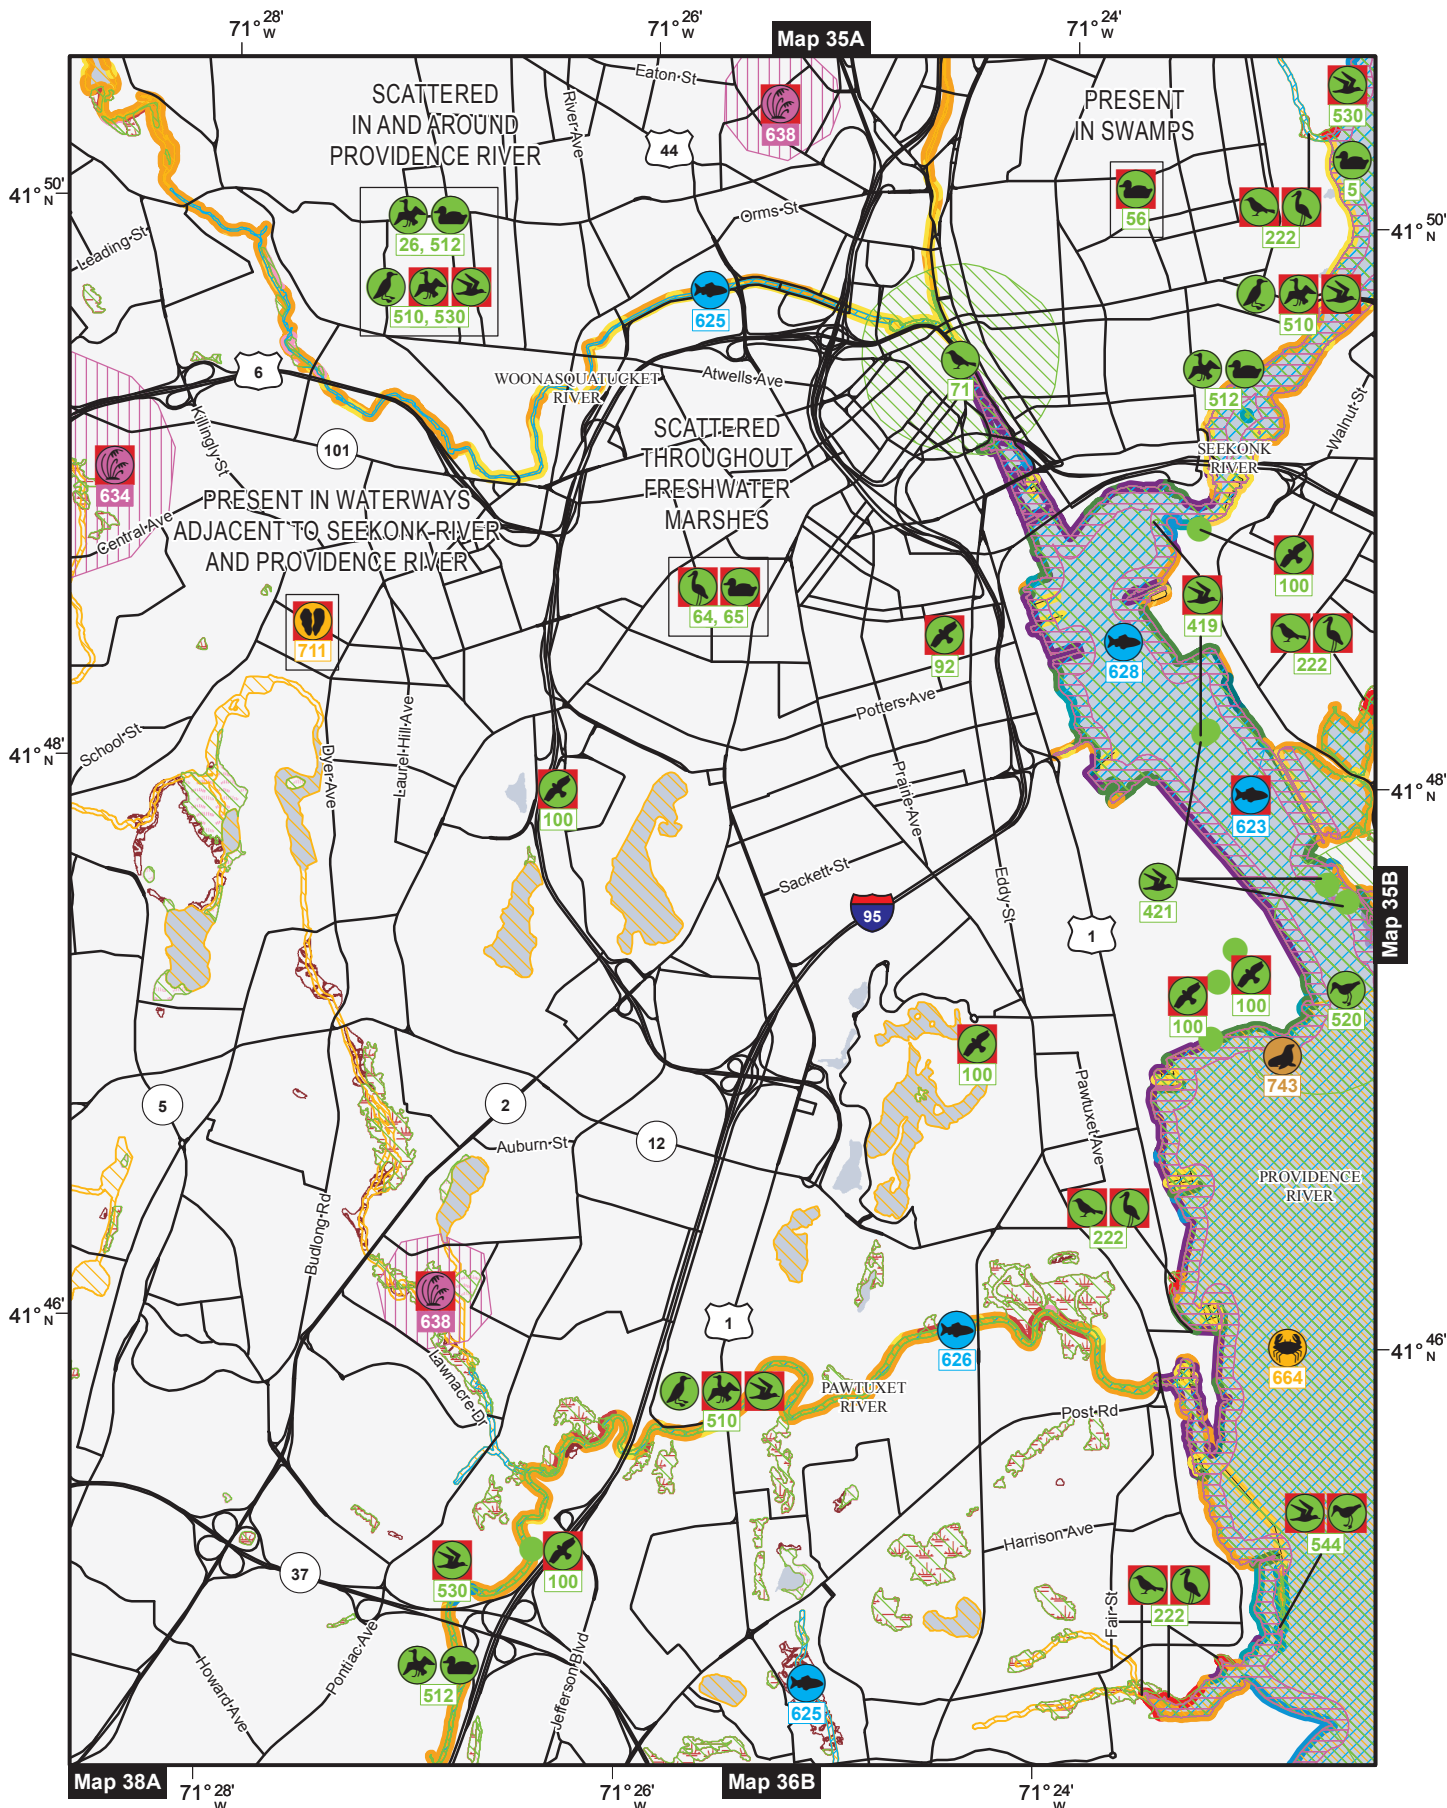 71° 28' W
71° 26' W
71° 24' W
Map 35A
Eaton St
River Ave
44
638
SCATTERED
IN AND AROUND
PROVIDENCE RIVER
PRESENT
IN SWAMPS
530
5
41° 50' N
56
222
26, 512
Orms St
41° 50' N
Leading St
510, 530
625
510
6
WOONASQUATUCKET
RIVER
Atwells Ave
71
512
Walnut St
Killingly St
101
SCATTERED
THROUGHOUT
FRESHWATER
MARSHES
SEEKONK
RIVER
634
PRESENT IN WATERWAYS
ADJACENT TO SEEKONK RIVER
AND PROVIDENCE RIVER
Central Ave
100
64, 65
419
711
92
628
222
Potters Ave
Laurel Hill Ave
School St
Dyer Ave
41° 48' N
Prairie Ave
41° 48' N
100
623
Sackett St
Eddy St
421
95
1
Map 35B
100
100
520
100
743
5
2
12
Auburn St
Pawtuxet Ave
PROVIDENCE
RIVER
Budlong Rd
222
638
41° 46' N
1
626
41° 46' N
664
Lawnacre Dr
510
PAWTUXET
RIVER
Post Rd
544
Harrison Ave
37
530
100
222
Fair St
Pontiac Ave
512
Jefferson Blvd
Howard Ave
625
Map 38A
Map 36B
71° 28' W
71° 26' W
71° 24' W